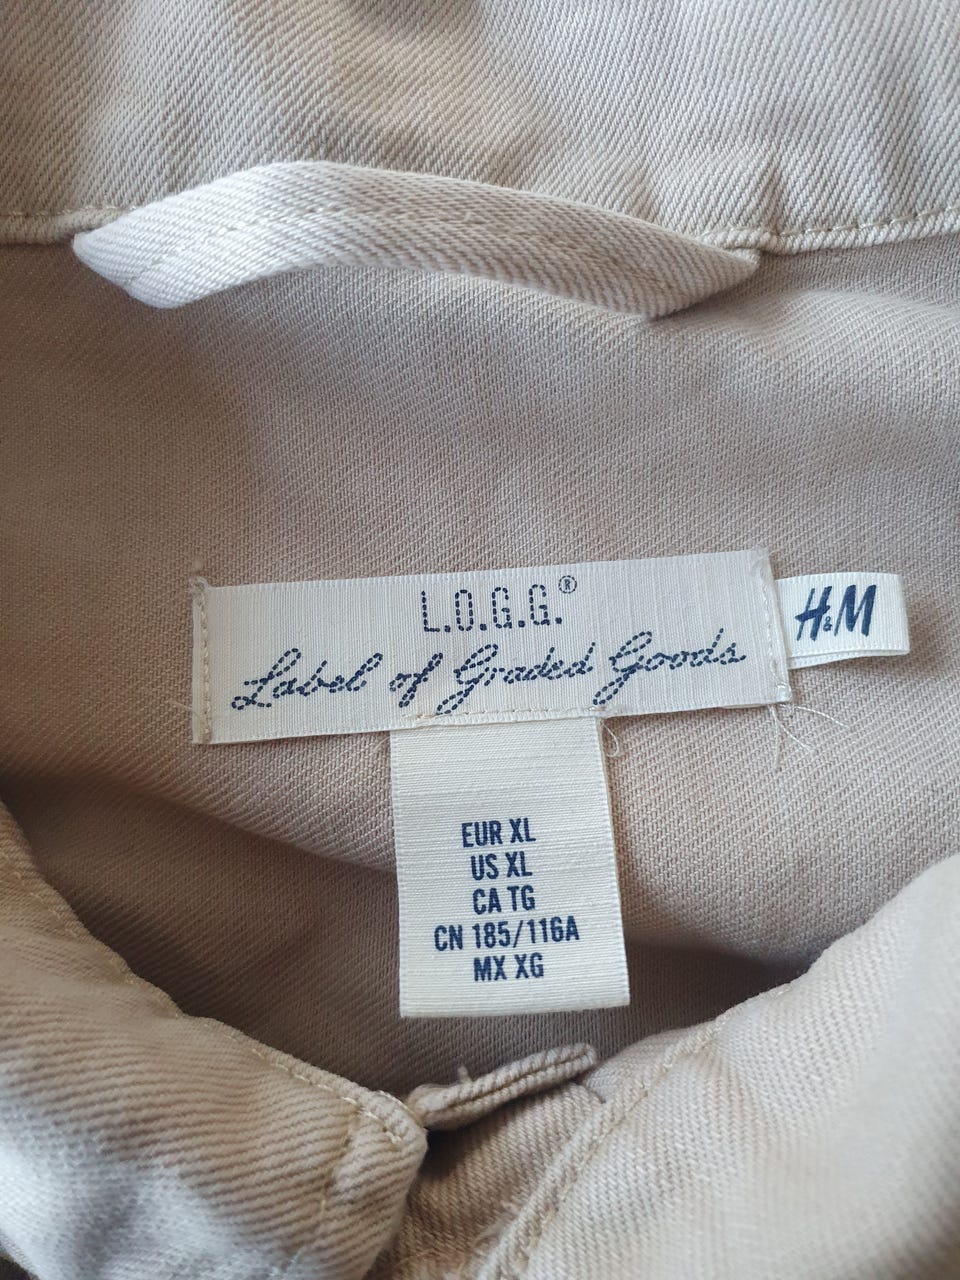 L.O.G.G.®
Label of Graded Goods
H&M
EUR XL
US XL
CA TG
CN 185/116A
MX XG